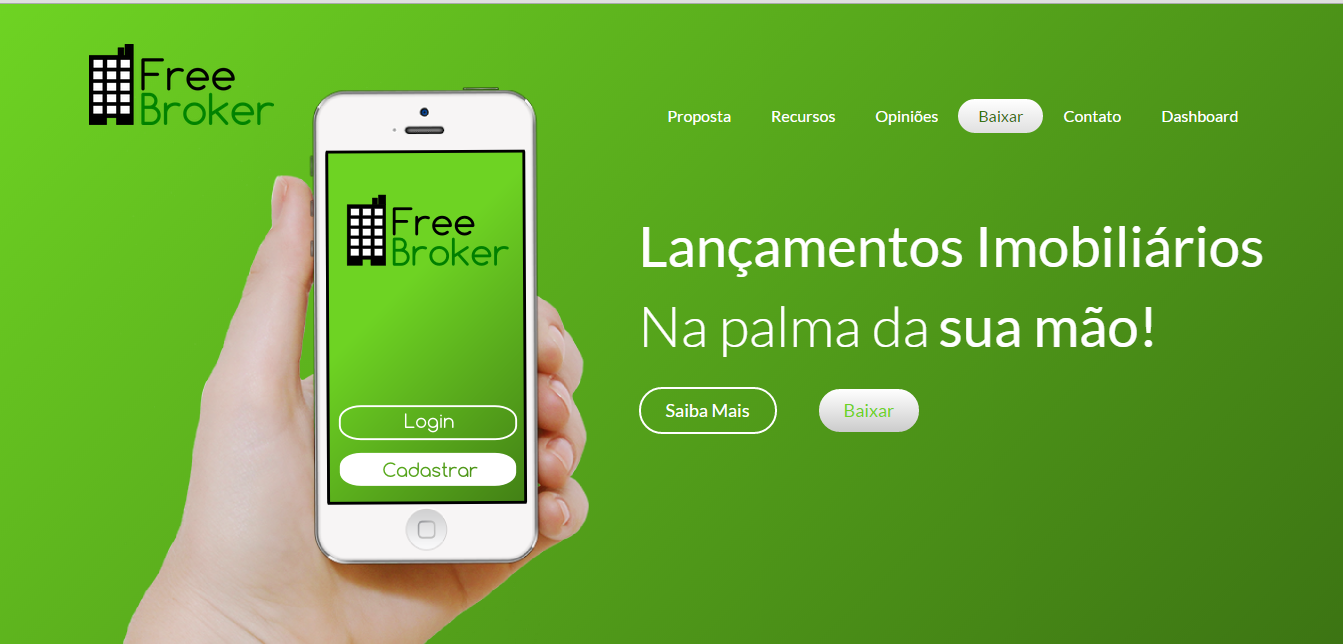 Free
Broker
Proposta Recursos Opiniões Baixar Contato Dashboard
Free
Broker
Login
Cadastrar
Lançamentos Imobiliários
Na palma da sua mão!
Saiba Mais Baixar